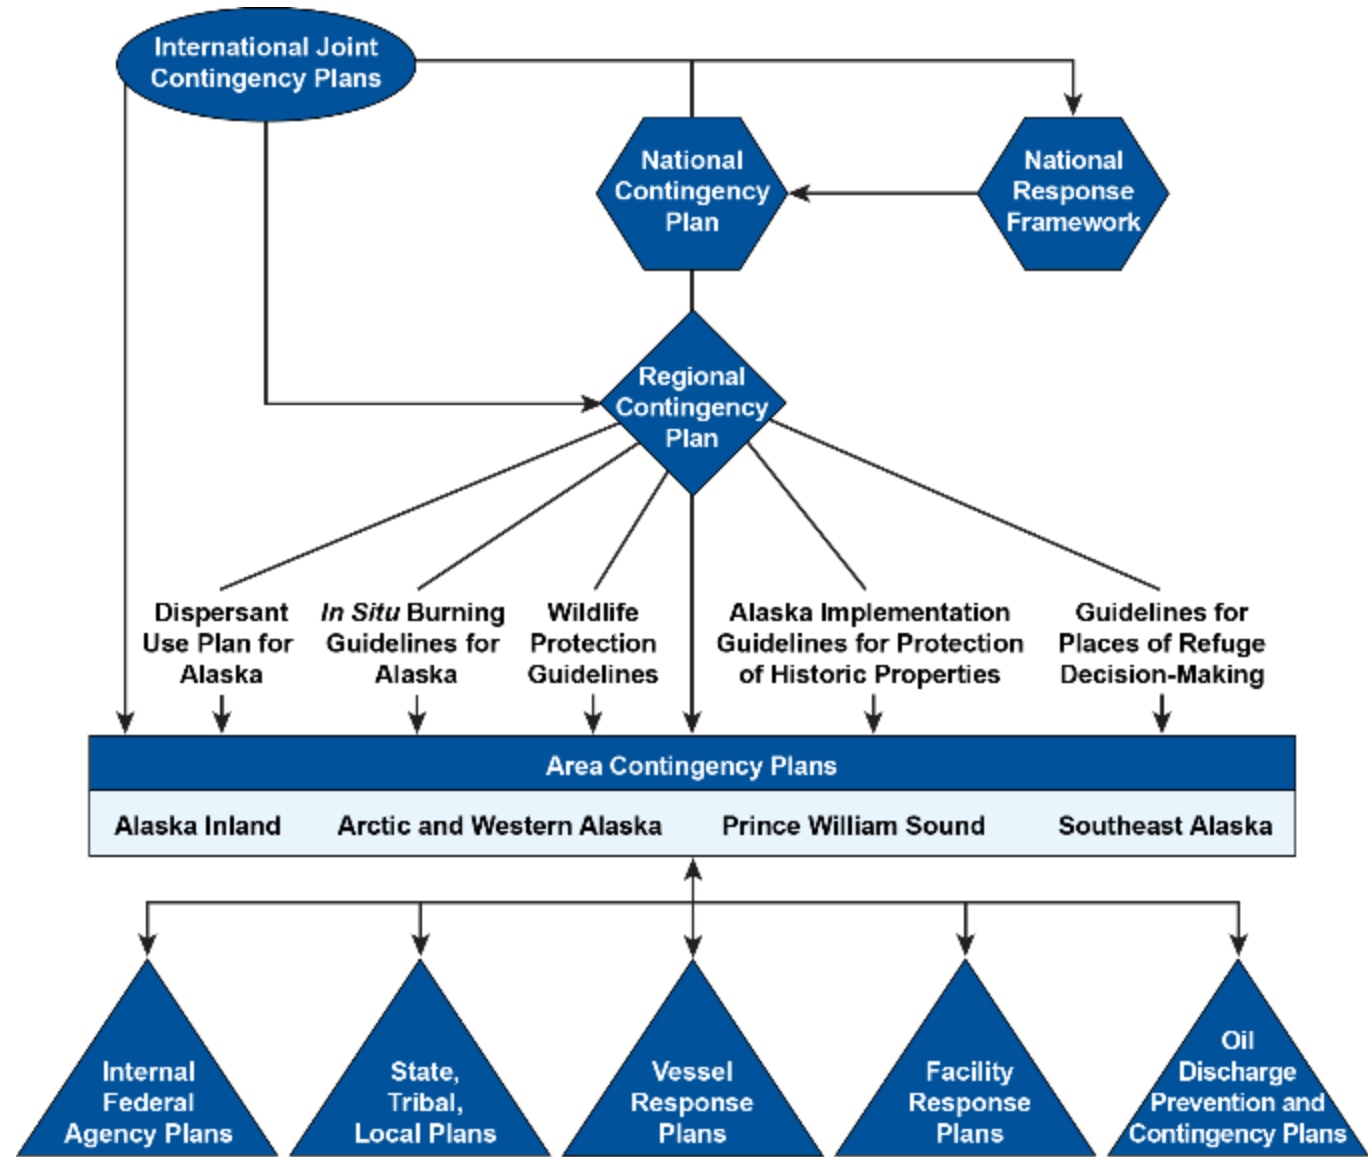 International Joint
Contingency Plans
National
Contingency
Plan
National
Response
Framework
Regional
Contingency
Plan
Dispersant
Use Plan for
Alaska
In Situ Burning
Guidelines for
Alaska
Wildlife
Protection
Guidelines
Alaska Implementation
Guidelines for Protection
of Historic Properties
Guidelines for
Places of Refuge
Decision-Making
Area Contingency Plans
Alaska Inland
Arctic and Western Alaska
Prince William Sound
Southeast Alaska
Internal
Federal
Agency Plans
State,
Tribal,
Local Plans
Vessel
Response
Plans
Facility
Response
Plans
Oil
Discharge
Prevention and
Contingency Plans